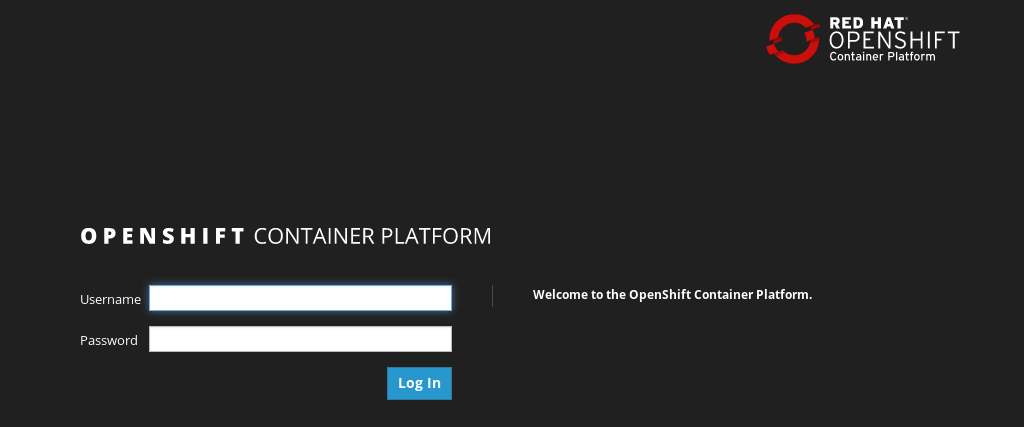 RED HAT®
OPENSHIFT
Container Platform
OPENSHIFT CONTAINER PLATFORM
Username
Welcome to the OpenShift Container Platform.
Password
Log In